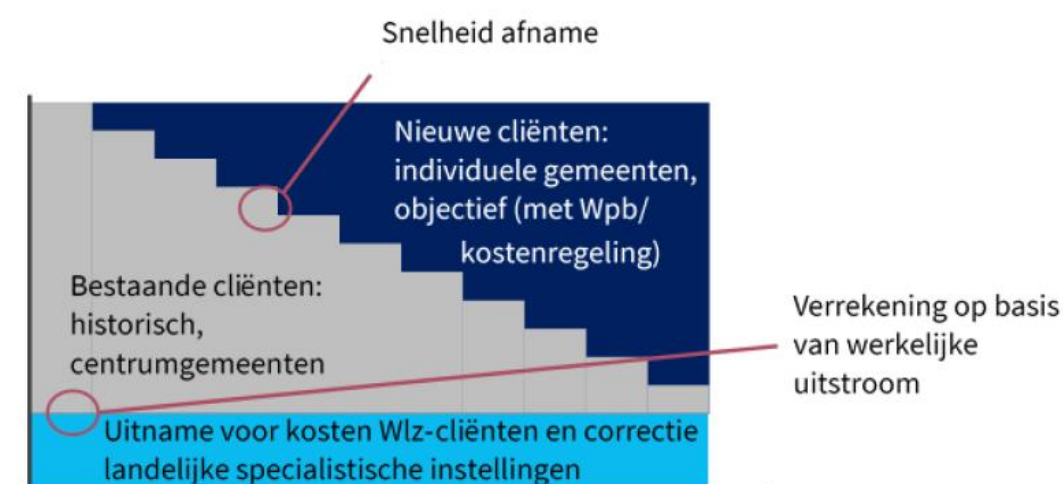 Snelheid afname
Nieuwe cliënten:
individuele gemeenten,
objectief (met Wpb/
kostenregeling)
Bestaande cliënten:
historisch,
centrumgemeenten
Verrekening op basis
van werkelijke
uitstroom
Uitname voor kosten Wlz-cliënten en correctie
landelijke specialistische instellingen